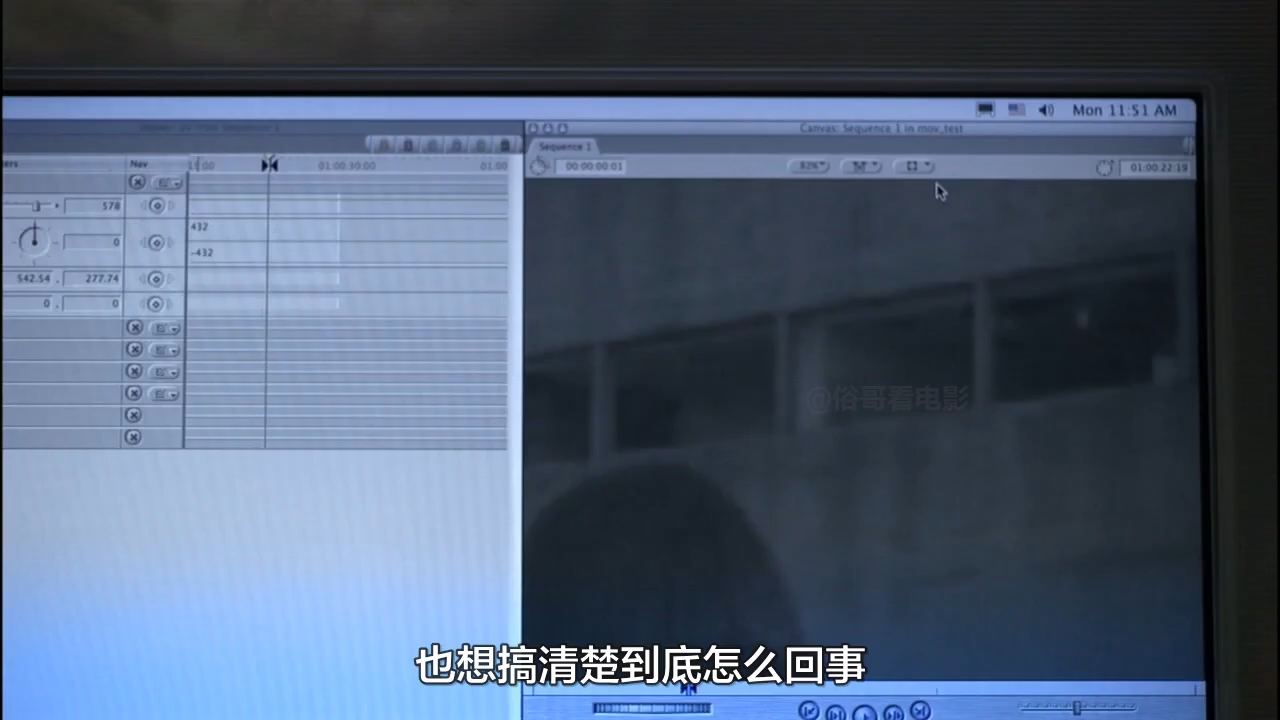 Mon 11:51 AM
Canvas: Sequence 1 in mov_test
Sequence 1
Nav
01:00:30:00
01:00
00:00:00:01
82%
01:00:22:19
578
432
0
-432
542.54 , 277.74
0 , 0
@俗哥看电影
也想搞清楚到底怎么回事